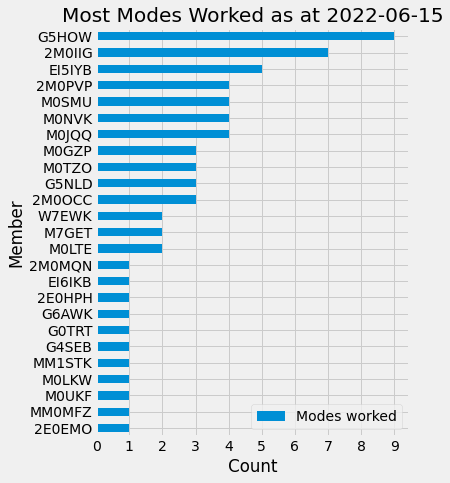 Most Modes Worked as at 2022-06-15
G5HOW
2M0IIG
EI5IYB
2M0PVP
M0SMU
M0NVK
M0JQQ
M0GZP
M0TZO
G5NLD
2M0OCC
W7EWK
M7GET
M0LTE
2M0MQN
EI6IKB
2E0HPH
G6AWK
G0TRT
G4SEB
MM1STK
M0LKW
M0UKF
MM0MFZ
2E0EMO
Member
Modes worked
0 1 2 3 4 5 6 7 8 9
Count